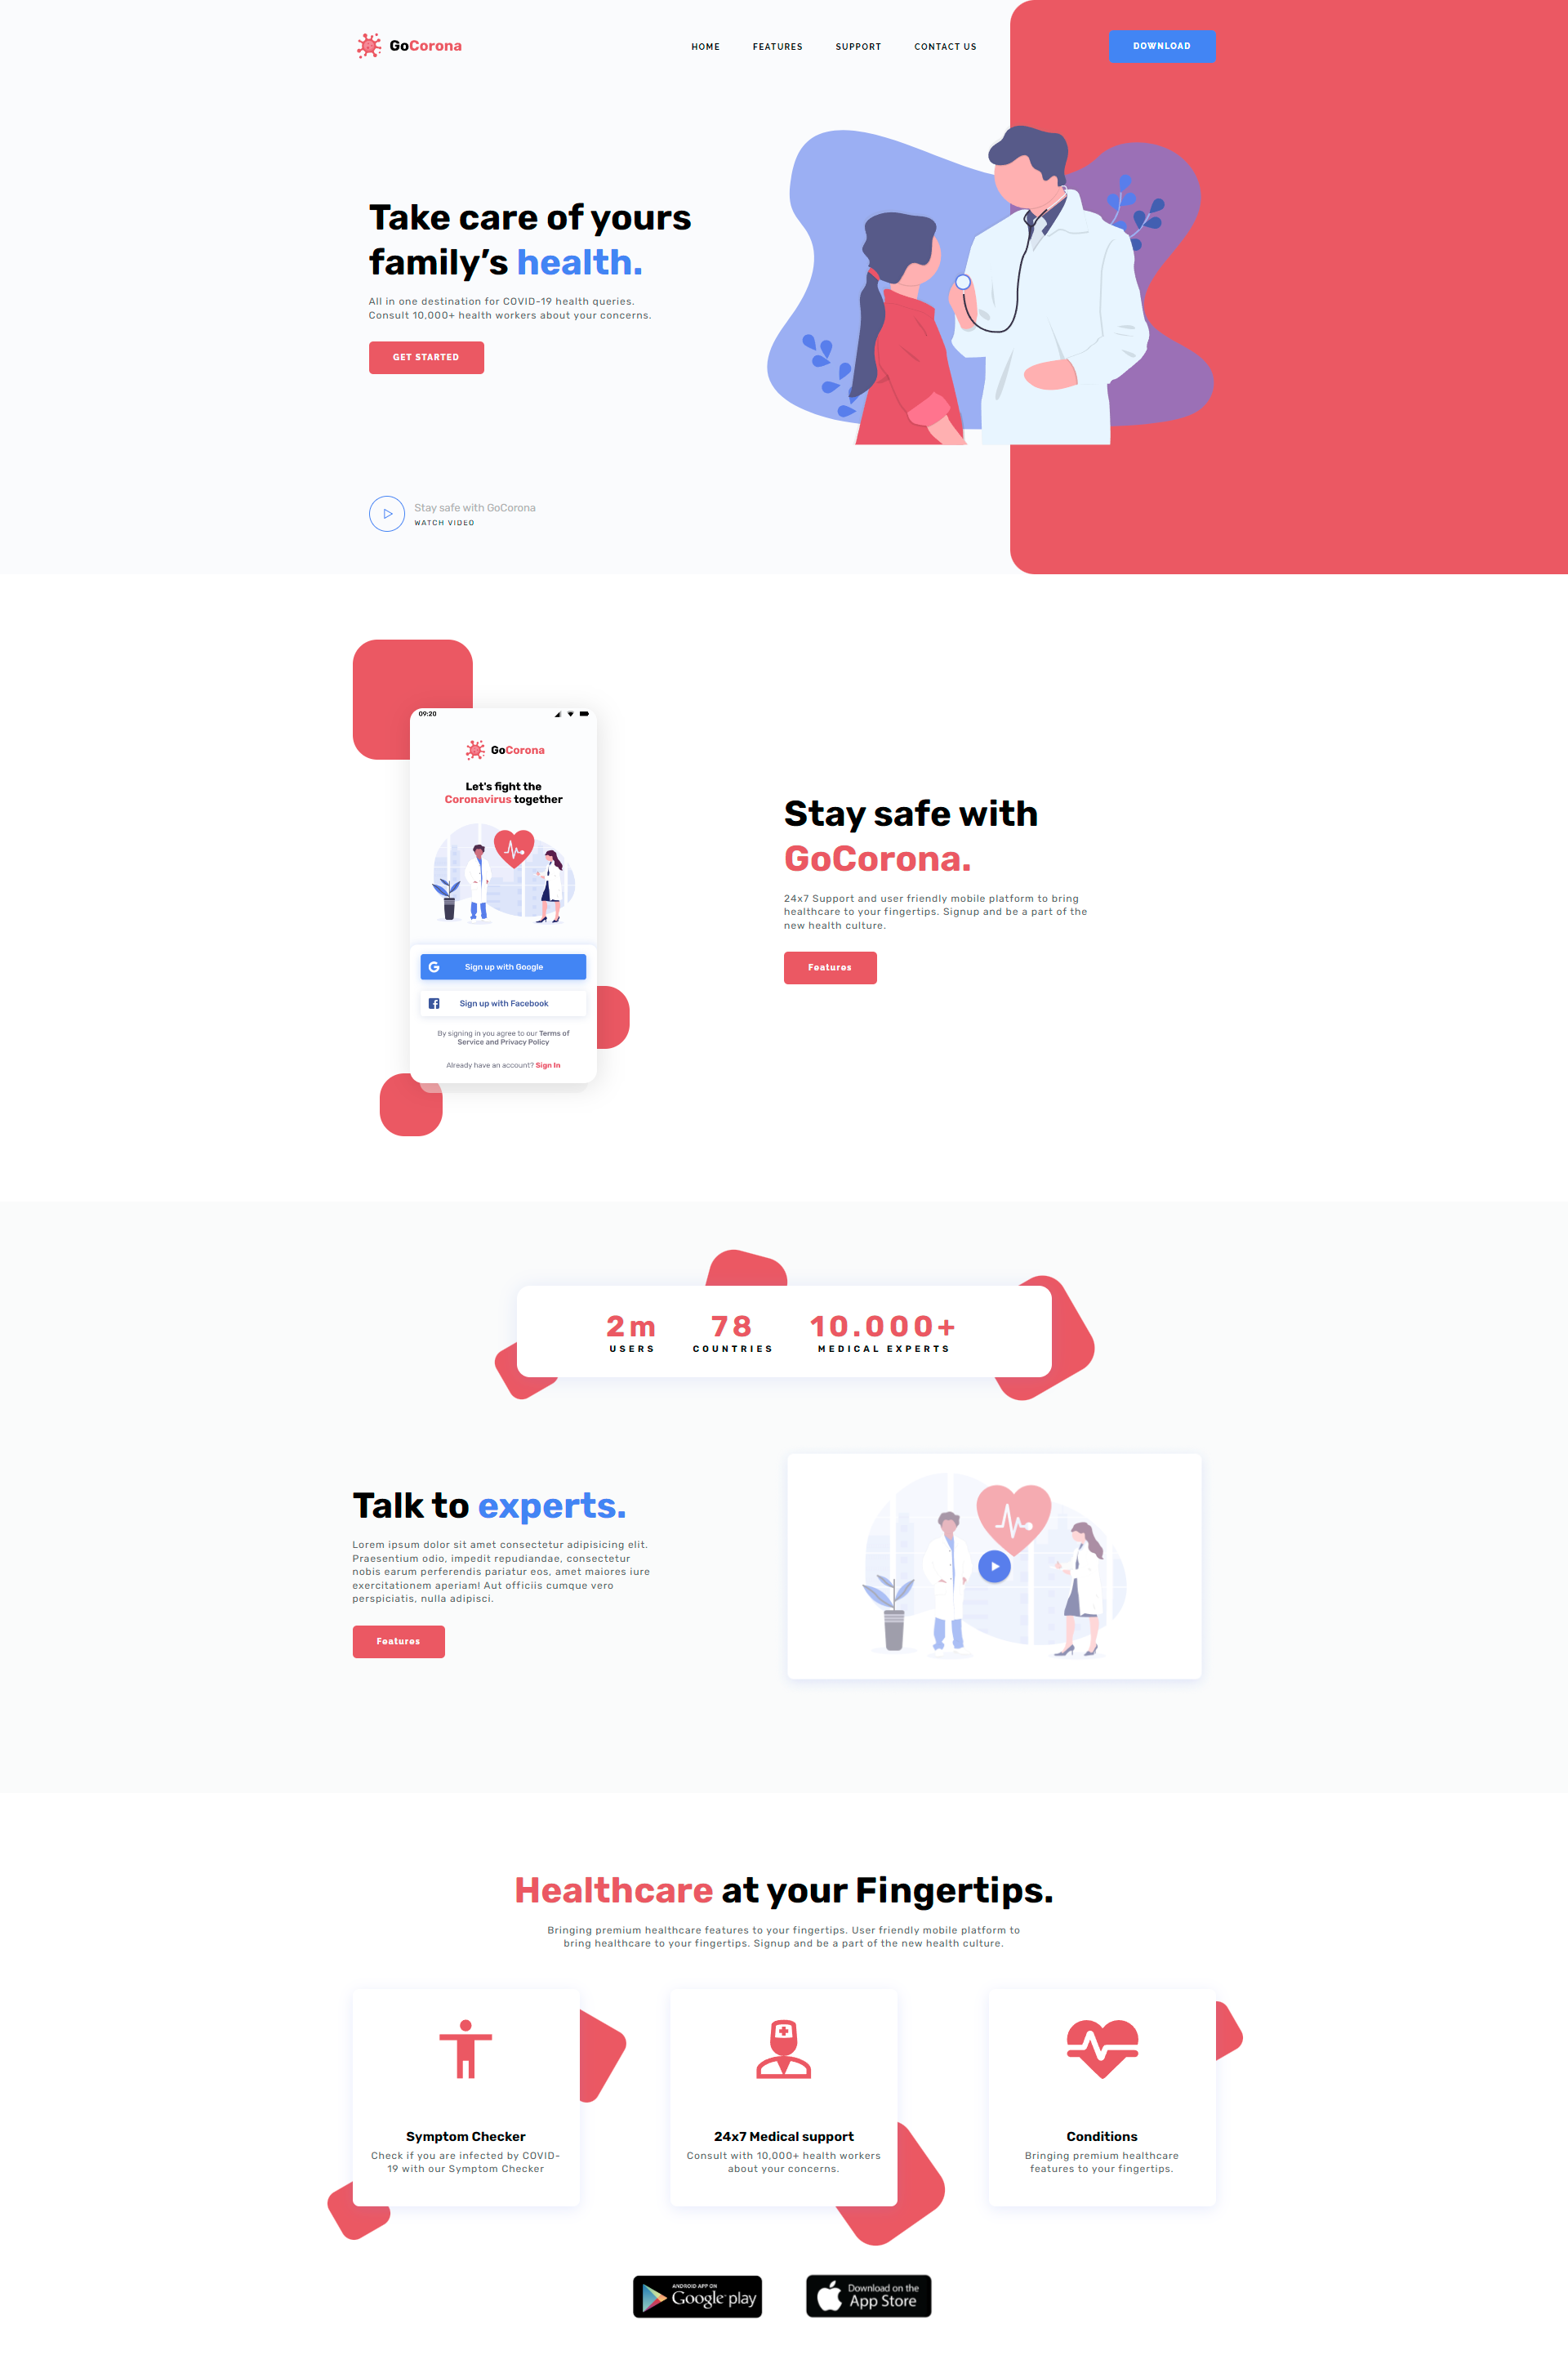 GoCorona
HOME FEATURES SUPPORT CONTACT US
DOWNLOAD
Take care of yours
family's health.
All in one destination for COVID-19 health queries.
Consult 10,000+ health workers about your concerns.
GET STARTED
Stay safe with GoCorona
WATCH VIDEO
09:20
GoCorona
Let's fight the
Coronavirus together
Sign up with Google
Sign up with Facebook
By signing in you agree to our Terms of
Service and Privacy Policy
Already have an account? Sign In
Stay safe with
GoCorona.
24x7 Support and user friendly mobile platform to bring
healthcare to your fingertips. Signup and be a part of the
new health culture.
Features
2m 78 10.000+
USERS COUNTRIES MEDICAL EXPERTS
Talk to experts.
Lorem ipsum dolor sit amet consectetur adipisicing elit.
Praesentium odio, impedit repudiandae, consectetur
nobis earum perferendis pariatur eos, amet maiores iure
exercitationem aperiam! Aut officiis cumque vero
perspiciatis, nulla adipisci.
Features
Healthcare at your Fingertips.
Bringing premium healthcare features to your fingertips. User friendly mobile platform to
bring healthcare to your fingertips. Signup and be a part of the new health culture.
Symptom Checker
Check if you are infected by COVID-
19 with our Symptom Checker
24x7 Medical support
Consult with 10,000+ health workers
about your concerns.
Conditions
Bringing premium healthcare
features to your fingertips.
ANDROID APP ON
Google play
Download on the
App Store